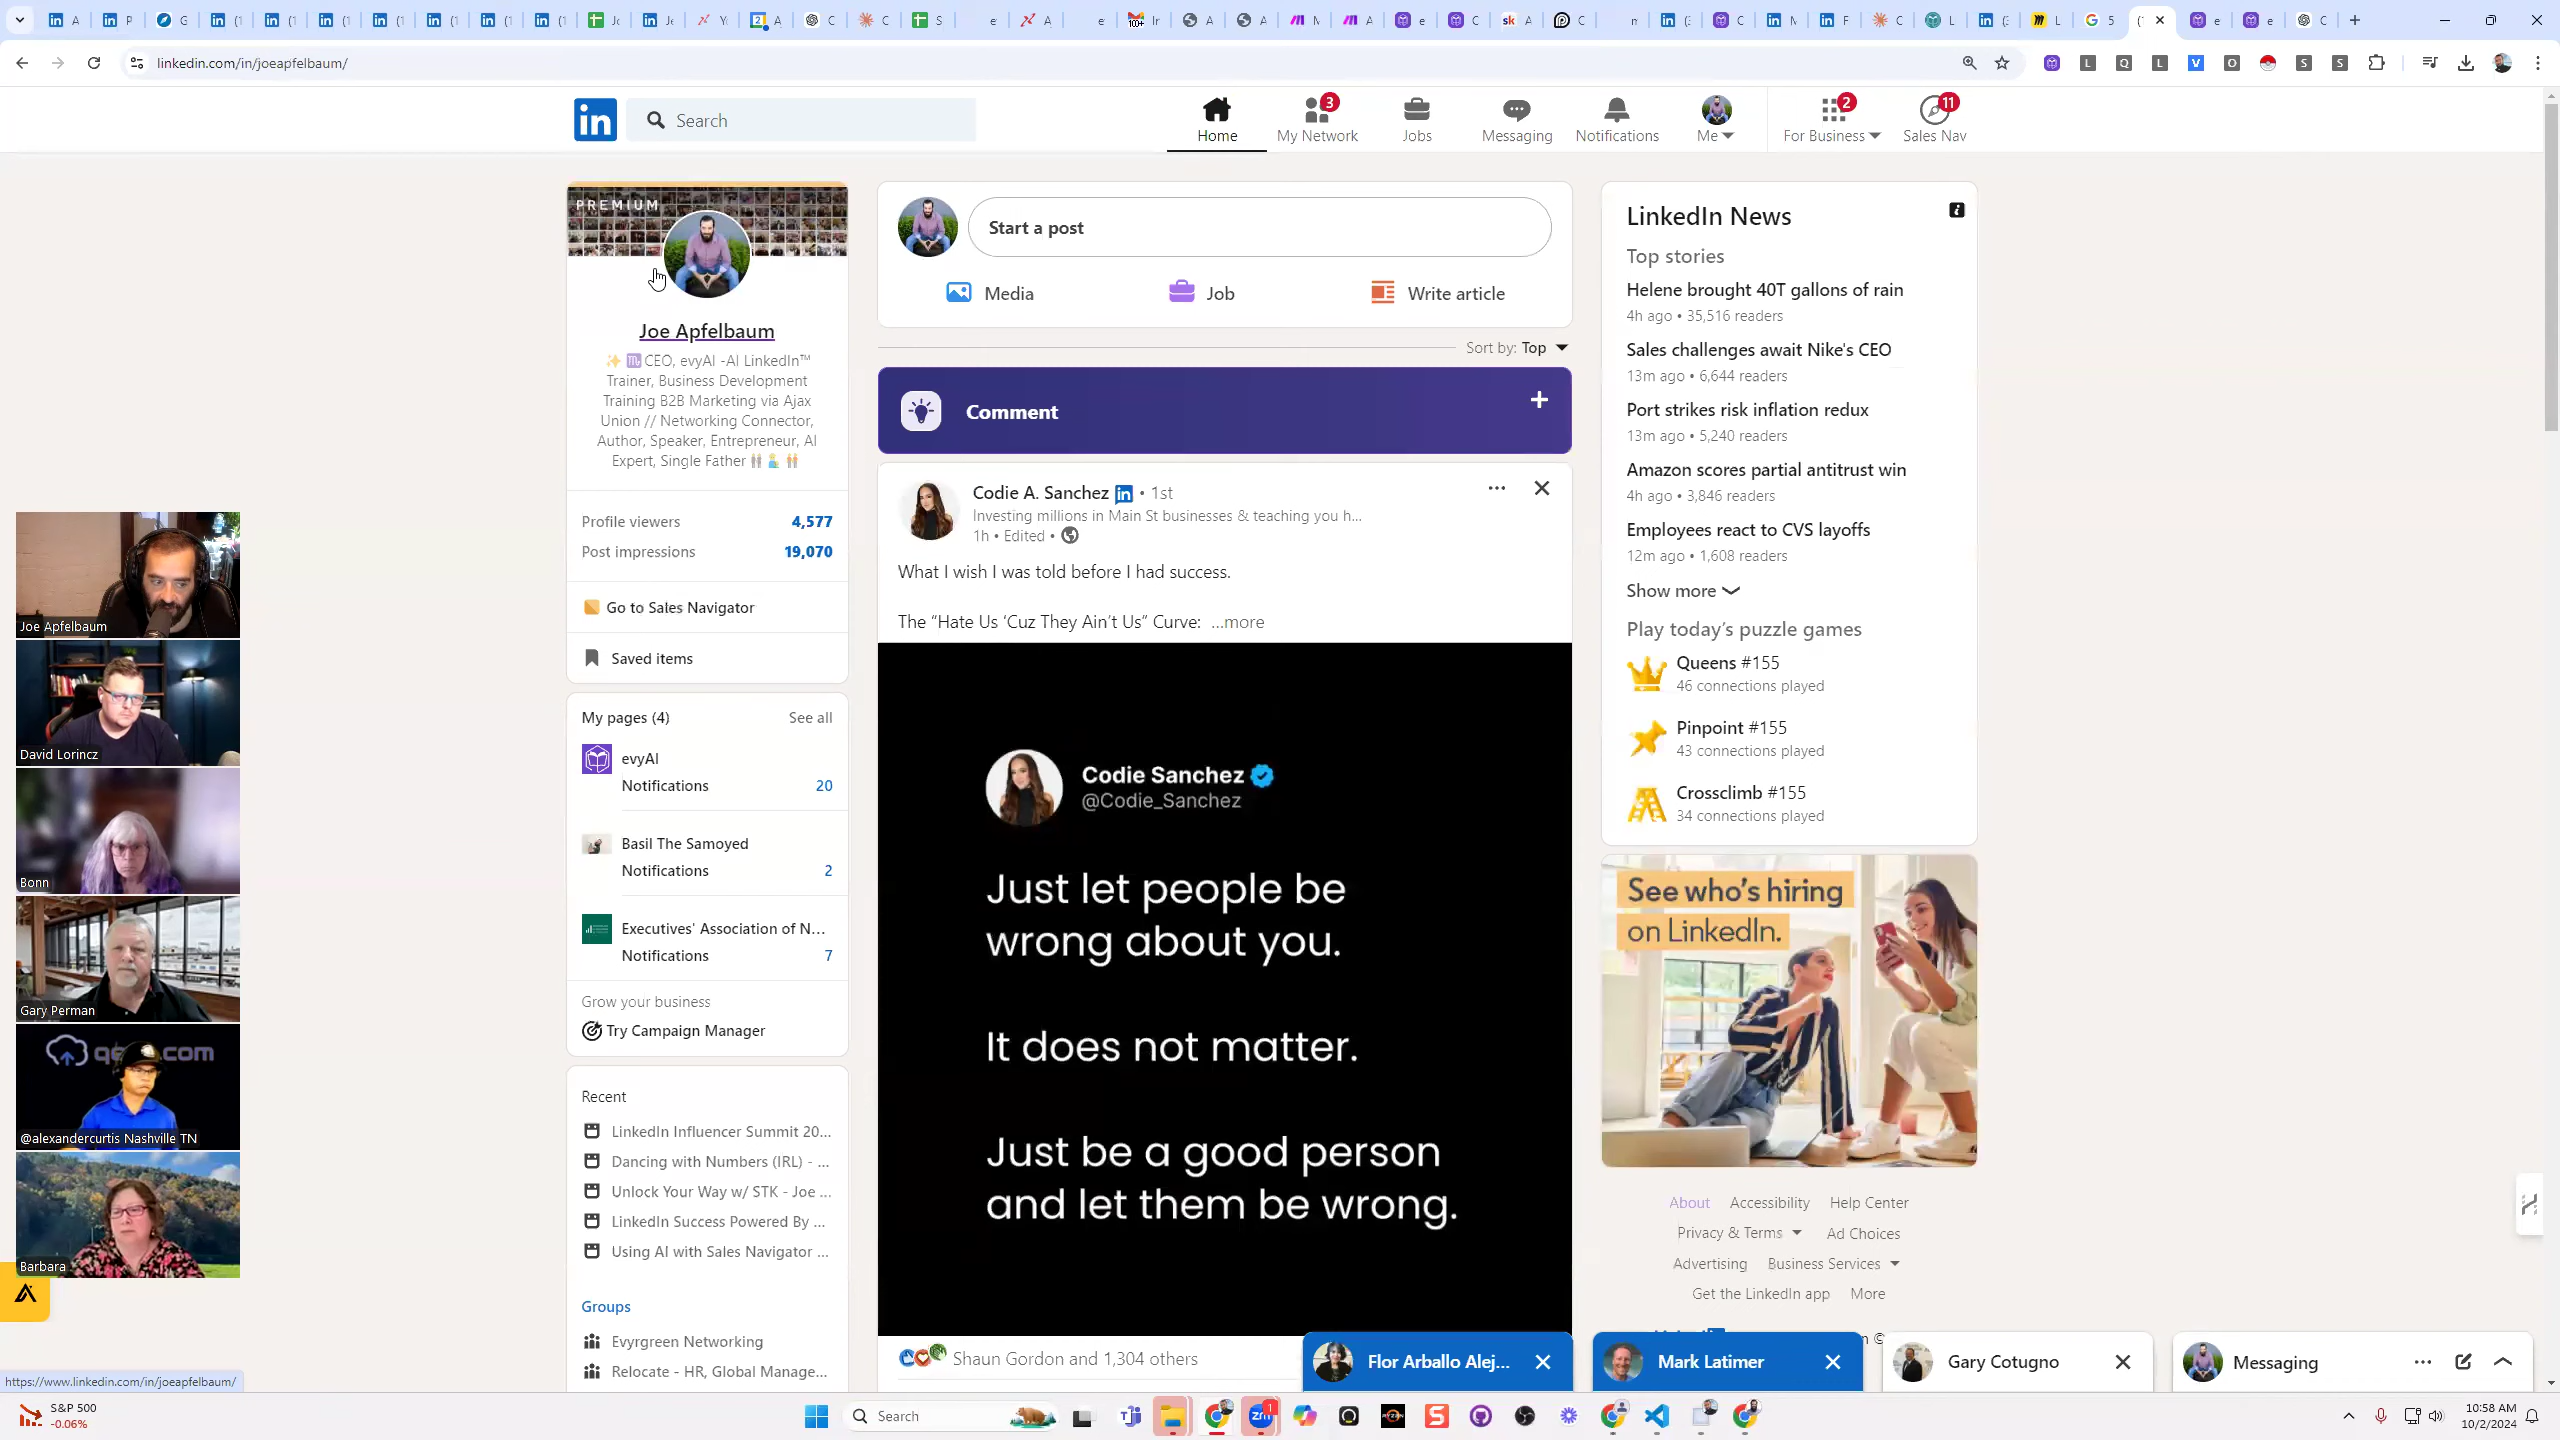 linkedin.com/in/joeapfelbaum/
in
Search
Home
3
My Network
Jobs
Messaging
Notifications
Me
2
For Business
11
Sales Nav
PREMIUM
Joe Apfelbaum
✨ ♏ CEO, evyAI -AI LinkedIn™
Trainer, Business Development
Training B2B Marketing via Ajax
Union // Networking Connector,
Author, Speaker, Entrepreneur, AI
Expert, Single Father
Profile viewers 4,577
Post impressions 19,070
Go to Sales Navigator
Saved items
My pages (4) See all
evyAI
Notifications 20
Basil The Samoyed
Notifications 2
Executives' Association of N...
Notifications 7
Grow your business
Try Campaign Manager
Recent
LinkedIn Influencer Summit 20...
Dancing with Numbers (IRL) - ...
Unlock Your Way w/ STK - Joe ...
LinkedIn Success Powered By ...
Using AI with Sales Navigator ...
Groups
Evyrgreen Networking
Relocate - HR, Global Manage...
Start a post
Media
Job
Write article
Sort by: Top
Comment
Codie A. Sanchez in • 1st
Investing millions in Main St businesses & teaching you h...
1h • Edited •
What I wish I was told before I had success.
The “Hate Us ‘Cuz They Ain’t Us” Curve: ...more
Codie Sanchez
@Codie_Sanchez
Just let people be
wrong about you.
It does not matter.
Just be a good person
and let them be wrong.
Shaun Gordon and 1,304 others
LinkedIn News
Top stories
Helene brought 40T gallons of rain
4h ago • 35,516 readers
Sales challenges await Nike's CEO
13m ago • 6,644 readers
Port strikes risk inflation redux
13m ago • 5,240 readers
Amazon scores partial antitrust win
4h ago • 3,846 readers
Employees react to CVS layoffs
12m ago • 1,608 readers
Show more
Play today’s puzzle games
Queens #155
46 connections played
Pinpoint #155
43 connections played
Crossclimb #155
34 connections played
See who's hiring
on LinkedIn.
About Accessibility Help Center
Privacy & Terms Ad Choices
Advertising Business Services
Get the LinkedIn app More
Flor Arballo Alej...
Mark Latimer
Gary Cotugno
Messaging
Joe Apfelbaum
David Lorincz
Bonn
Gary Perman
@alexandercurtis Nashville TN
Barbara
https://www.linkedin.com/in/joeapfelbaum/
S&P 500
-0.06%
Search
10:58 AM
10/2/2024